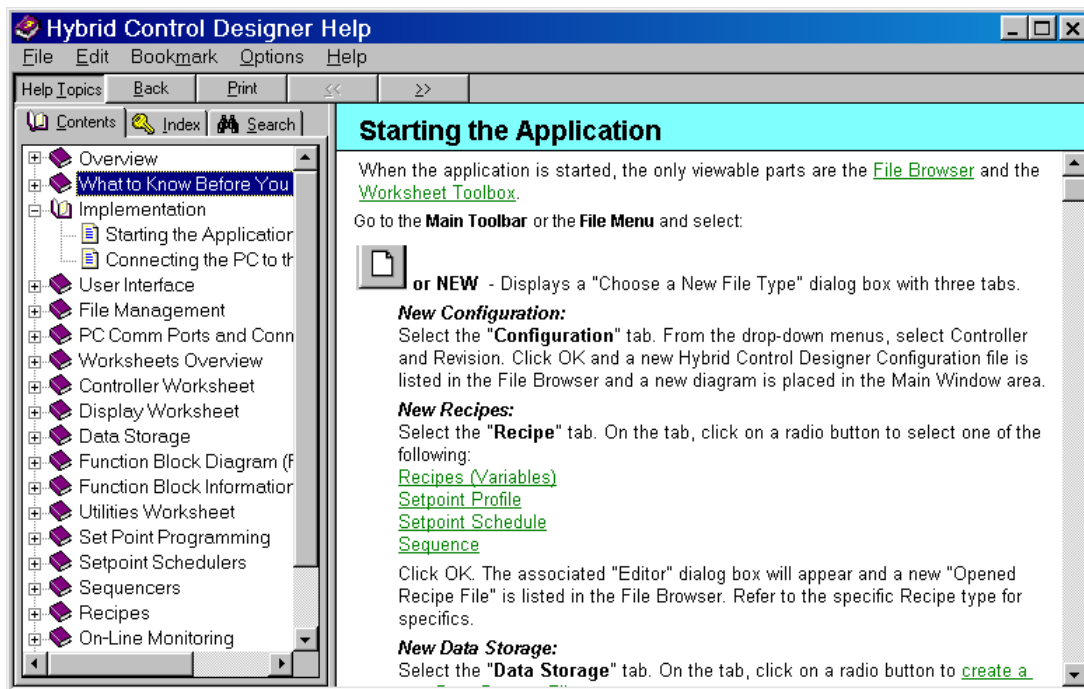 Hybrid Control Designer Help
File Edit Bookmark Options Help
Help Topics Back Print << >>
Contents Index Search
Overview
What to Know Before You
Implementation
Starting the Application
Connecting the PC to th
User Interface
File Management
PC Comm Ports and Conn
Worksheets Overview
Controller Worksheet
Display Worksheet
Data Storage
Function Block Diagram (F
Function Block Information
Utilities Worksheet
Set Point Programming
Setpoint Schedulers
Sequencers
Recipes
On-Line Monitoring
Starting the Application
When the application is started, the only viewable parts are the File Browser and the
Worksheet Toolbox.
Go to the Main Toolbar or the File Menu and select:
or NEW - Displays a "Choose a New File Type" dialog box with three tabs.
New Configuration:
Select the "Configuration" tab. From the drop-down menus, select Controller
and Revision. Click OK and a new Hybrid Control Designer Configuration file is
listed in the File Browser and a new diagram is placed in the Main Window area.
New Recipes:
Select the "Recipe" tab. On the tab, click on a radio button to select one of the
following:
Recipes (Variables)
Setpoint Profile
Setpoint Schedule
Sequence
Click OK. The associated "Editor" dialog box will appear and a new "Opened
Recipe File" is listed in the File Browser. Refer to the specific Recipe type for
specifics.
New Data Storage:
Select the "Data Storage" tab. On the tab, click on a radio button to create a